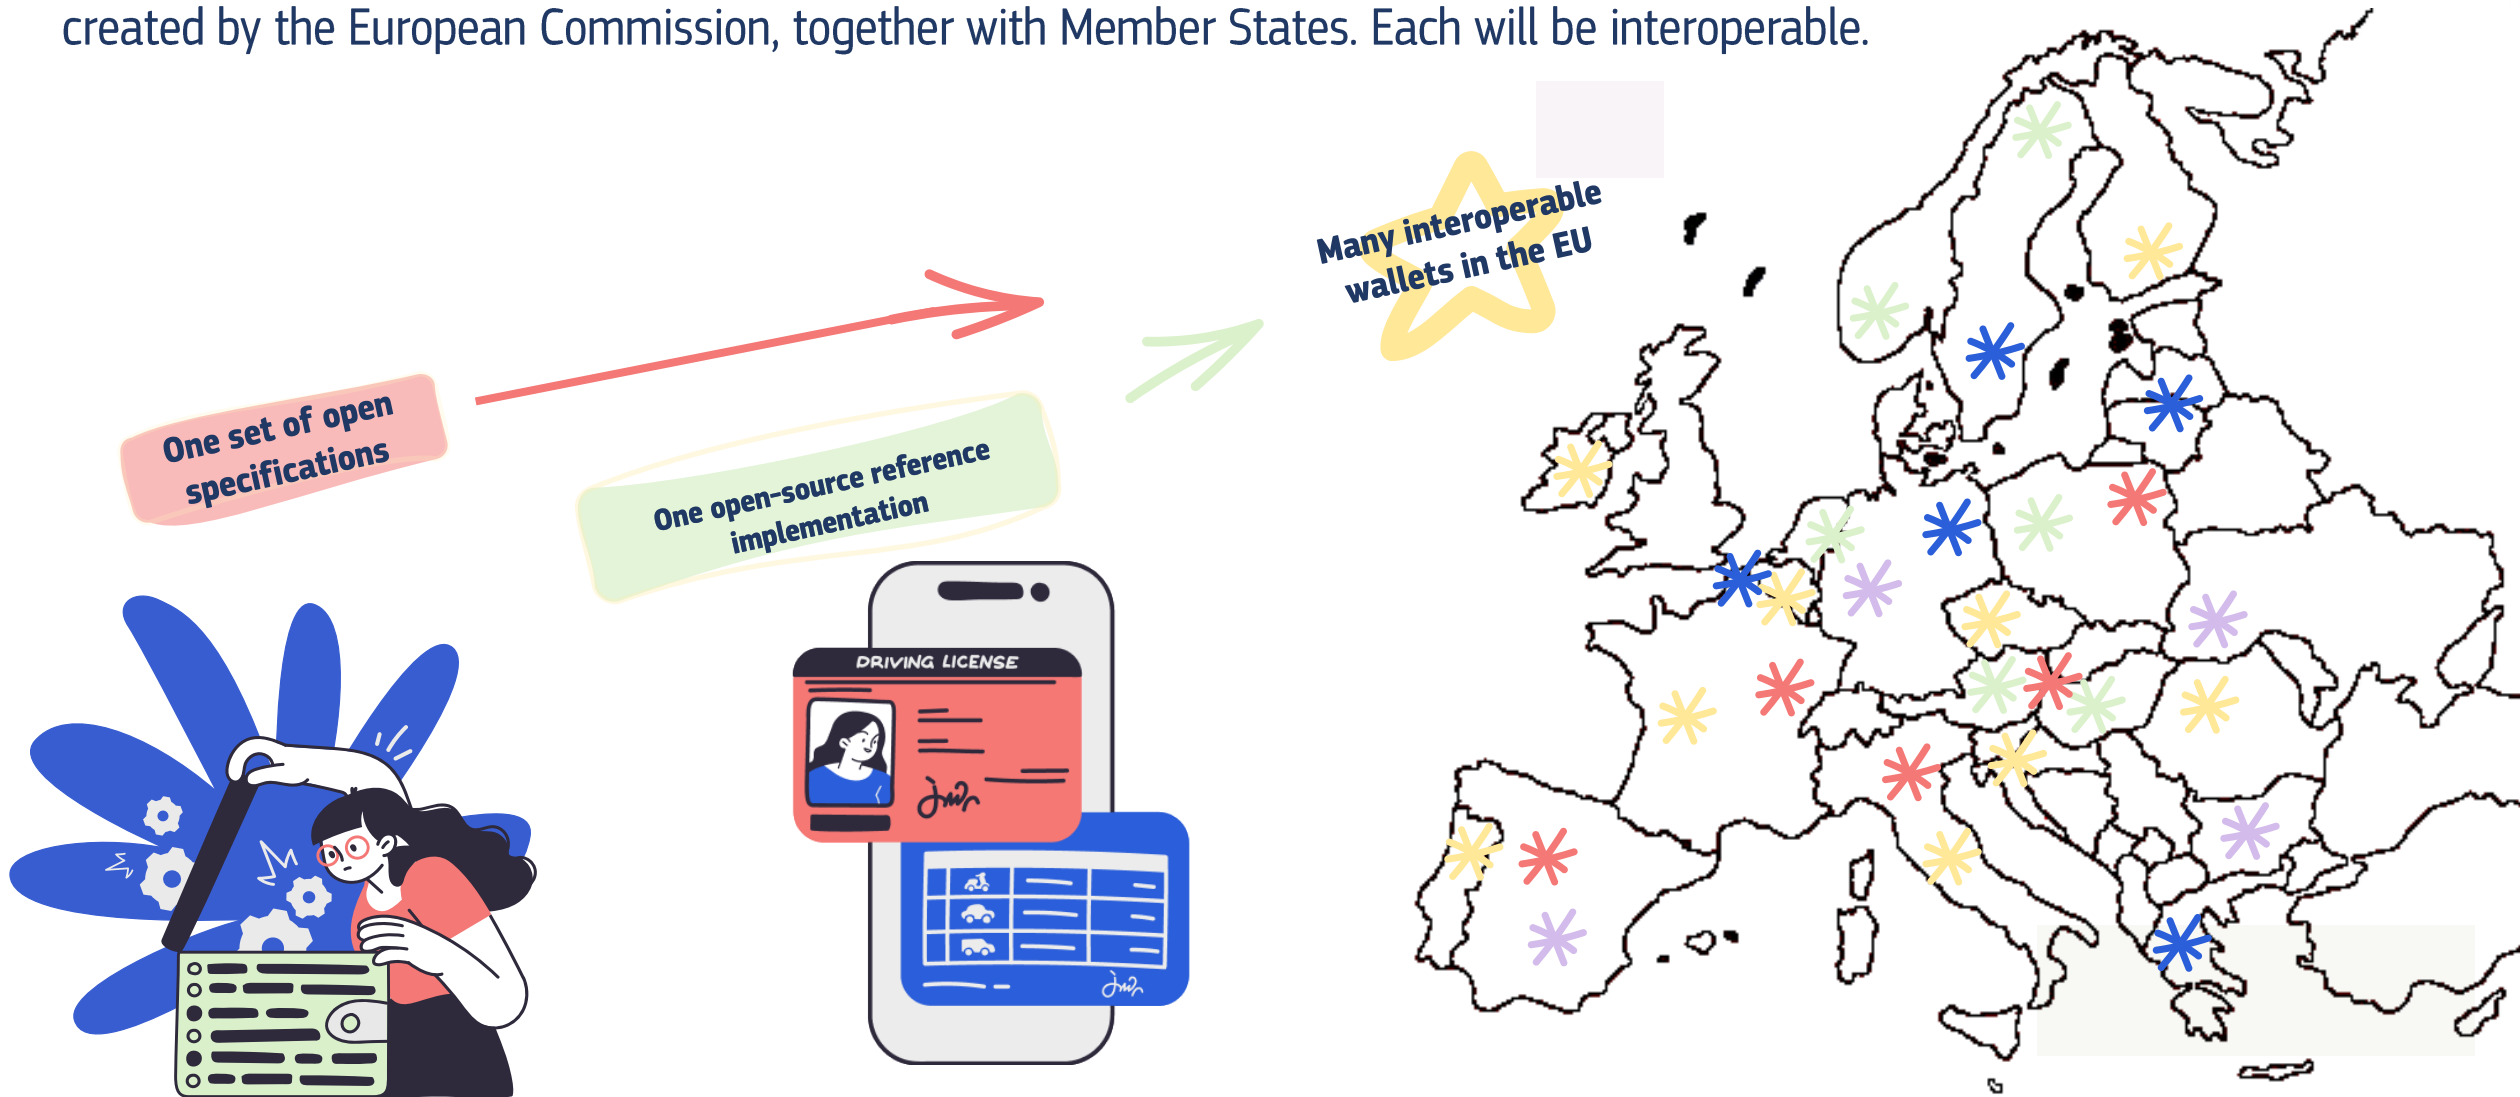 created by the European Commission, together with Member States. Each will be interoperable.
Many interoperable
wallets in the EU
One set of open
specifications
One open-source reference
implementation
DRIVING LICENSE